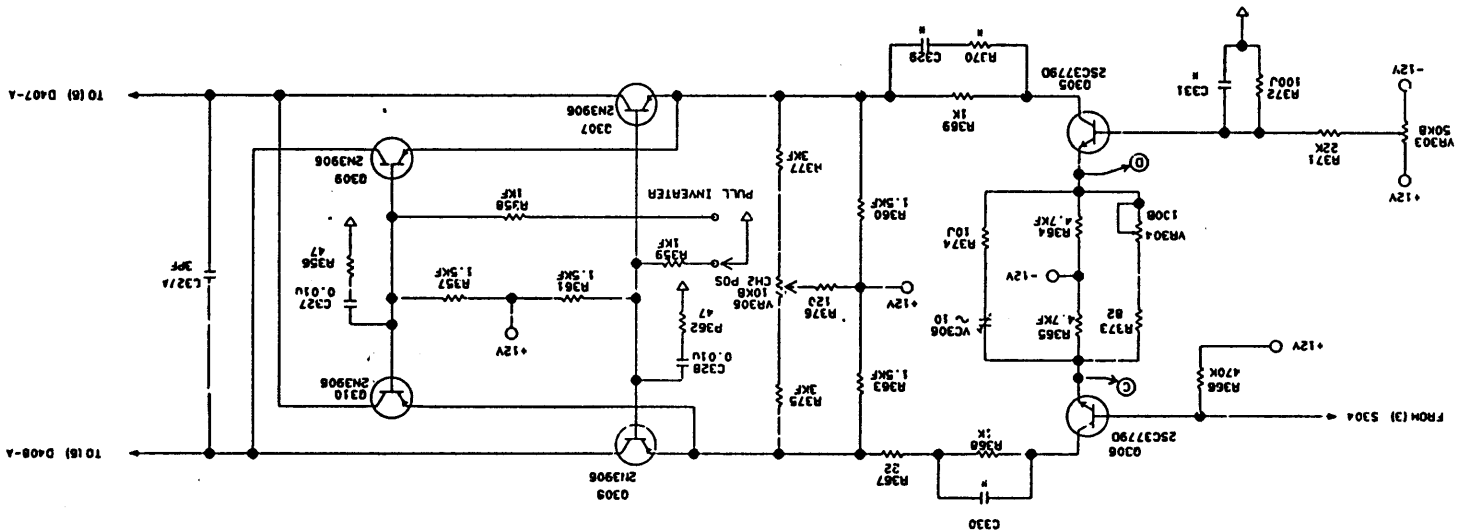 C330
*
R368
1K
R367
22
Q306
2SC3779D
Q308
2N3906
FROM (3) S304
TO (6) D408-A
R366
470K
+12V
C
R363
1.5KF
R375
3KF
Q310
2N3906
C328
0.01u
R362
47
R373
82
R365
4.7KF
VC306
~ 10
-12V
+12V
R376
12J
VR306
10KB
CH2 POS
R361
1.5KF
+12V
R357
1.5KF
C327
0.01u
R356
47
C327A
3PF
VR304
130B
R364
4.7KF
R374
10J
R359
1KF
PULL INVERTER
R358
1KF
D
R360
1.5KF
R377
3KF
Q309
2N3906
+12V
VR303
50KB
-12V
R371
22K
R372
100J
C331
*
Q305
2SC3779D
R369
1K
R370
*
C329
*
Q307
2N3906
TO (6) D407-A